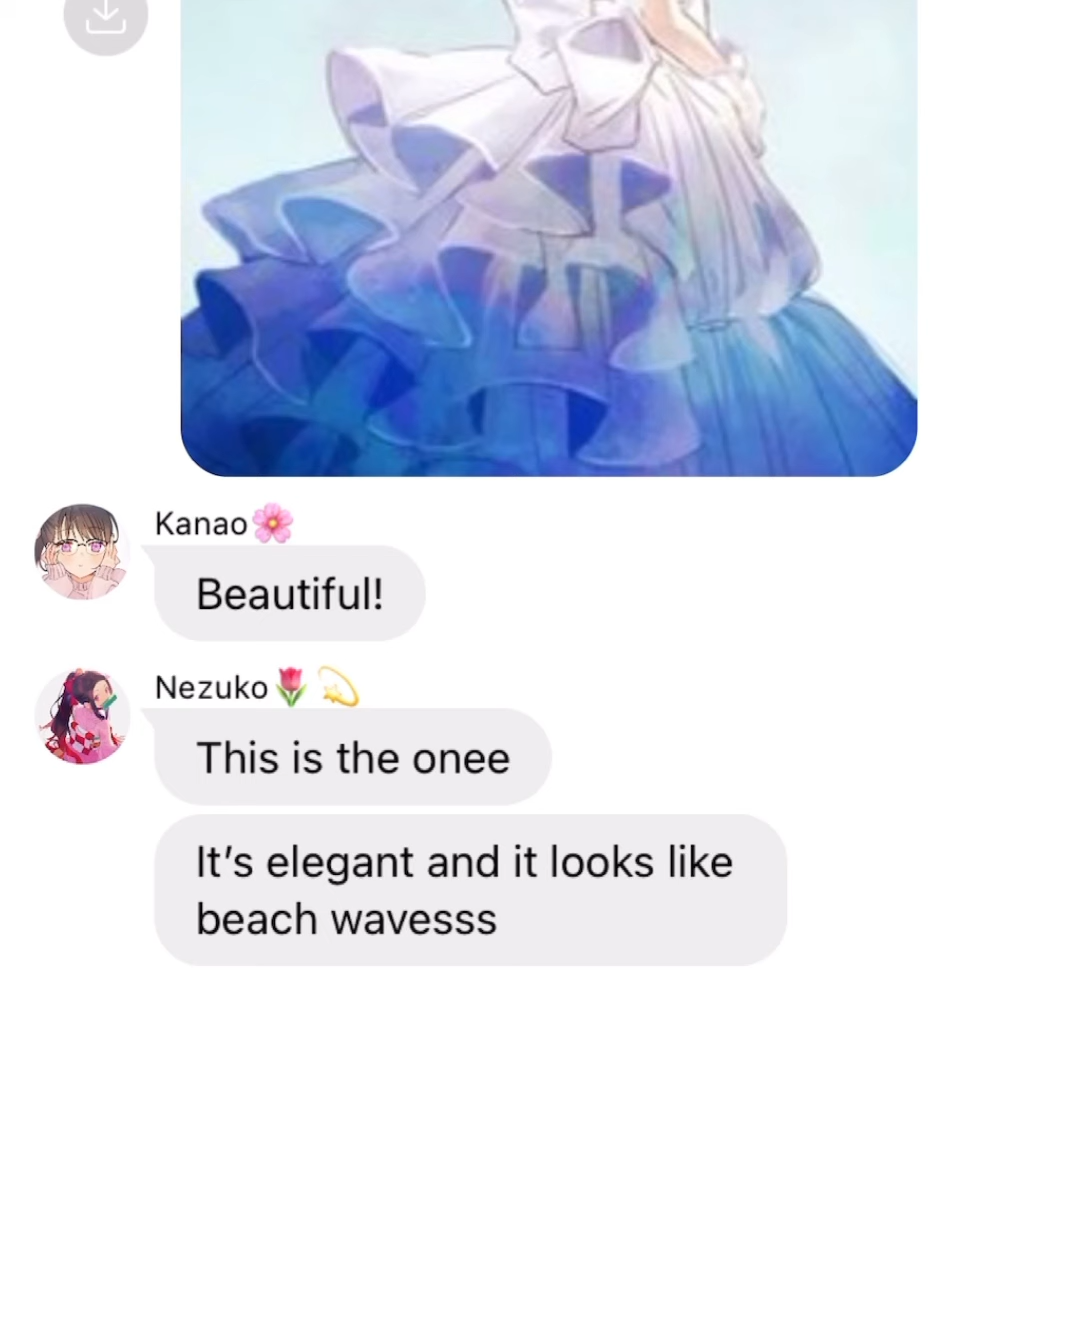 Kanao🌸
Beautiful!
Nezuko🌷💫
This is the onee
It’s elegant and it looks like
beach wavesss